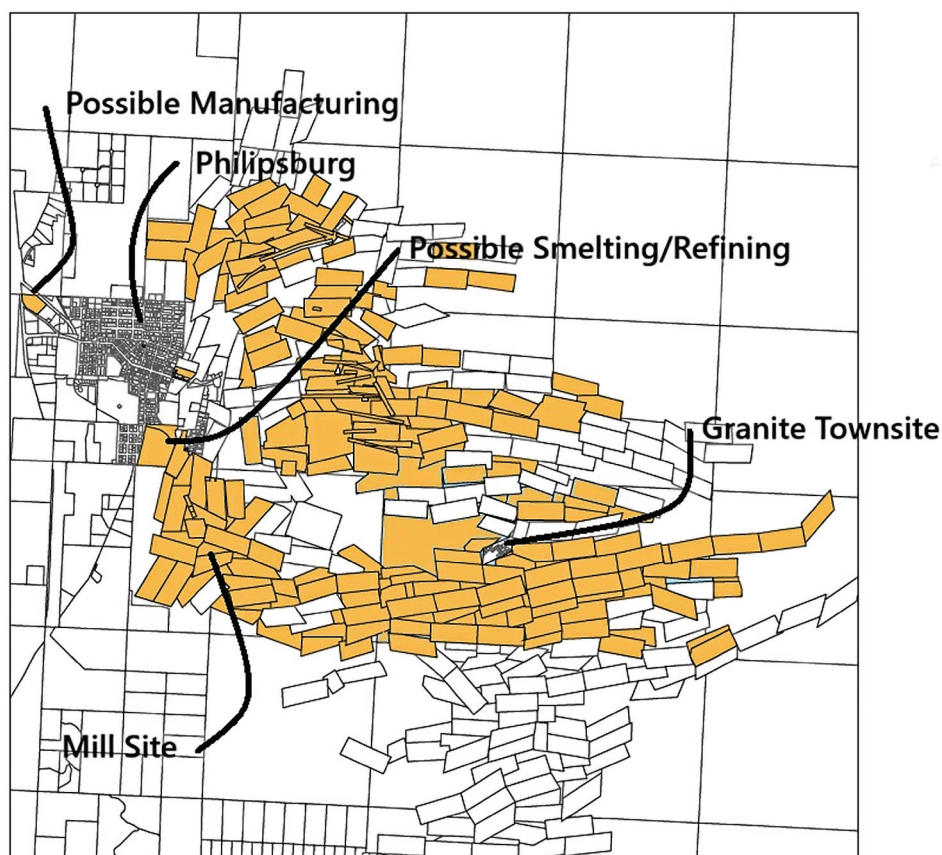 Possible Manufacturing
Philipsburg
Possible Smelting/Refining
Granite Townsite
Mill Site